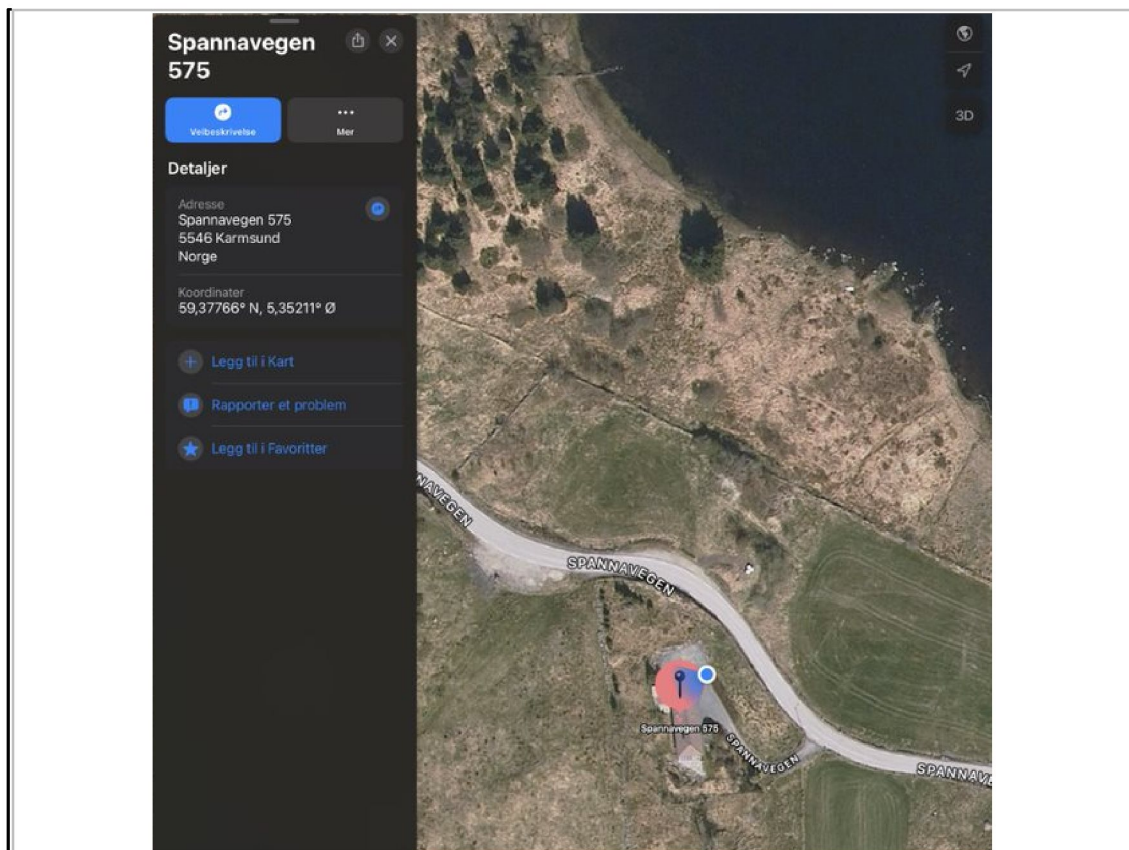 Spannavegen
575
Veibeskrivelse
Mer
Detaljer
Adresse
Spannavegen 575
5546 Karmsund
Norge
Koordinater
59,37766° N, 5,35211° Ø
Legg til i Kart
Rapporter et problem
Legg til i Favoritter
3D
NAVEGEN
SPANNAVEGEN
Spannavegen 575
SPANNAVEGEN
SPANNAVE